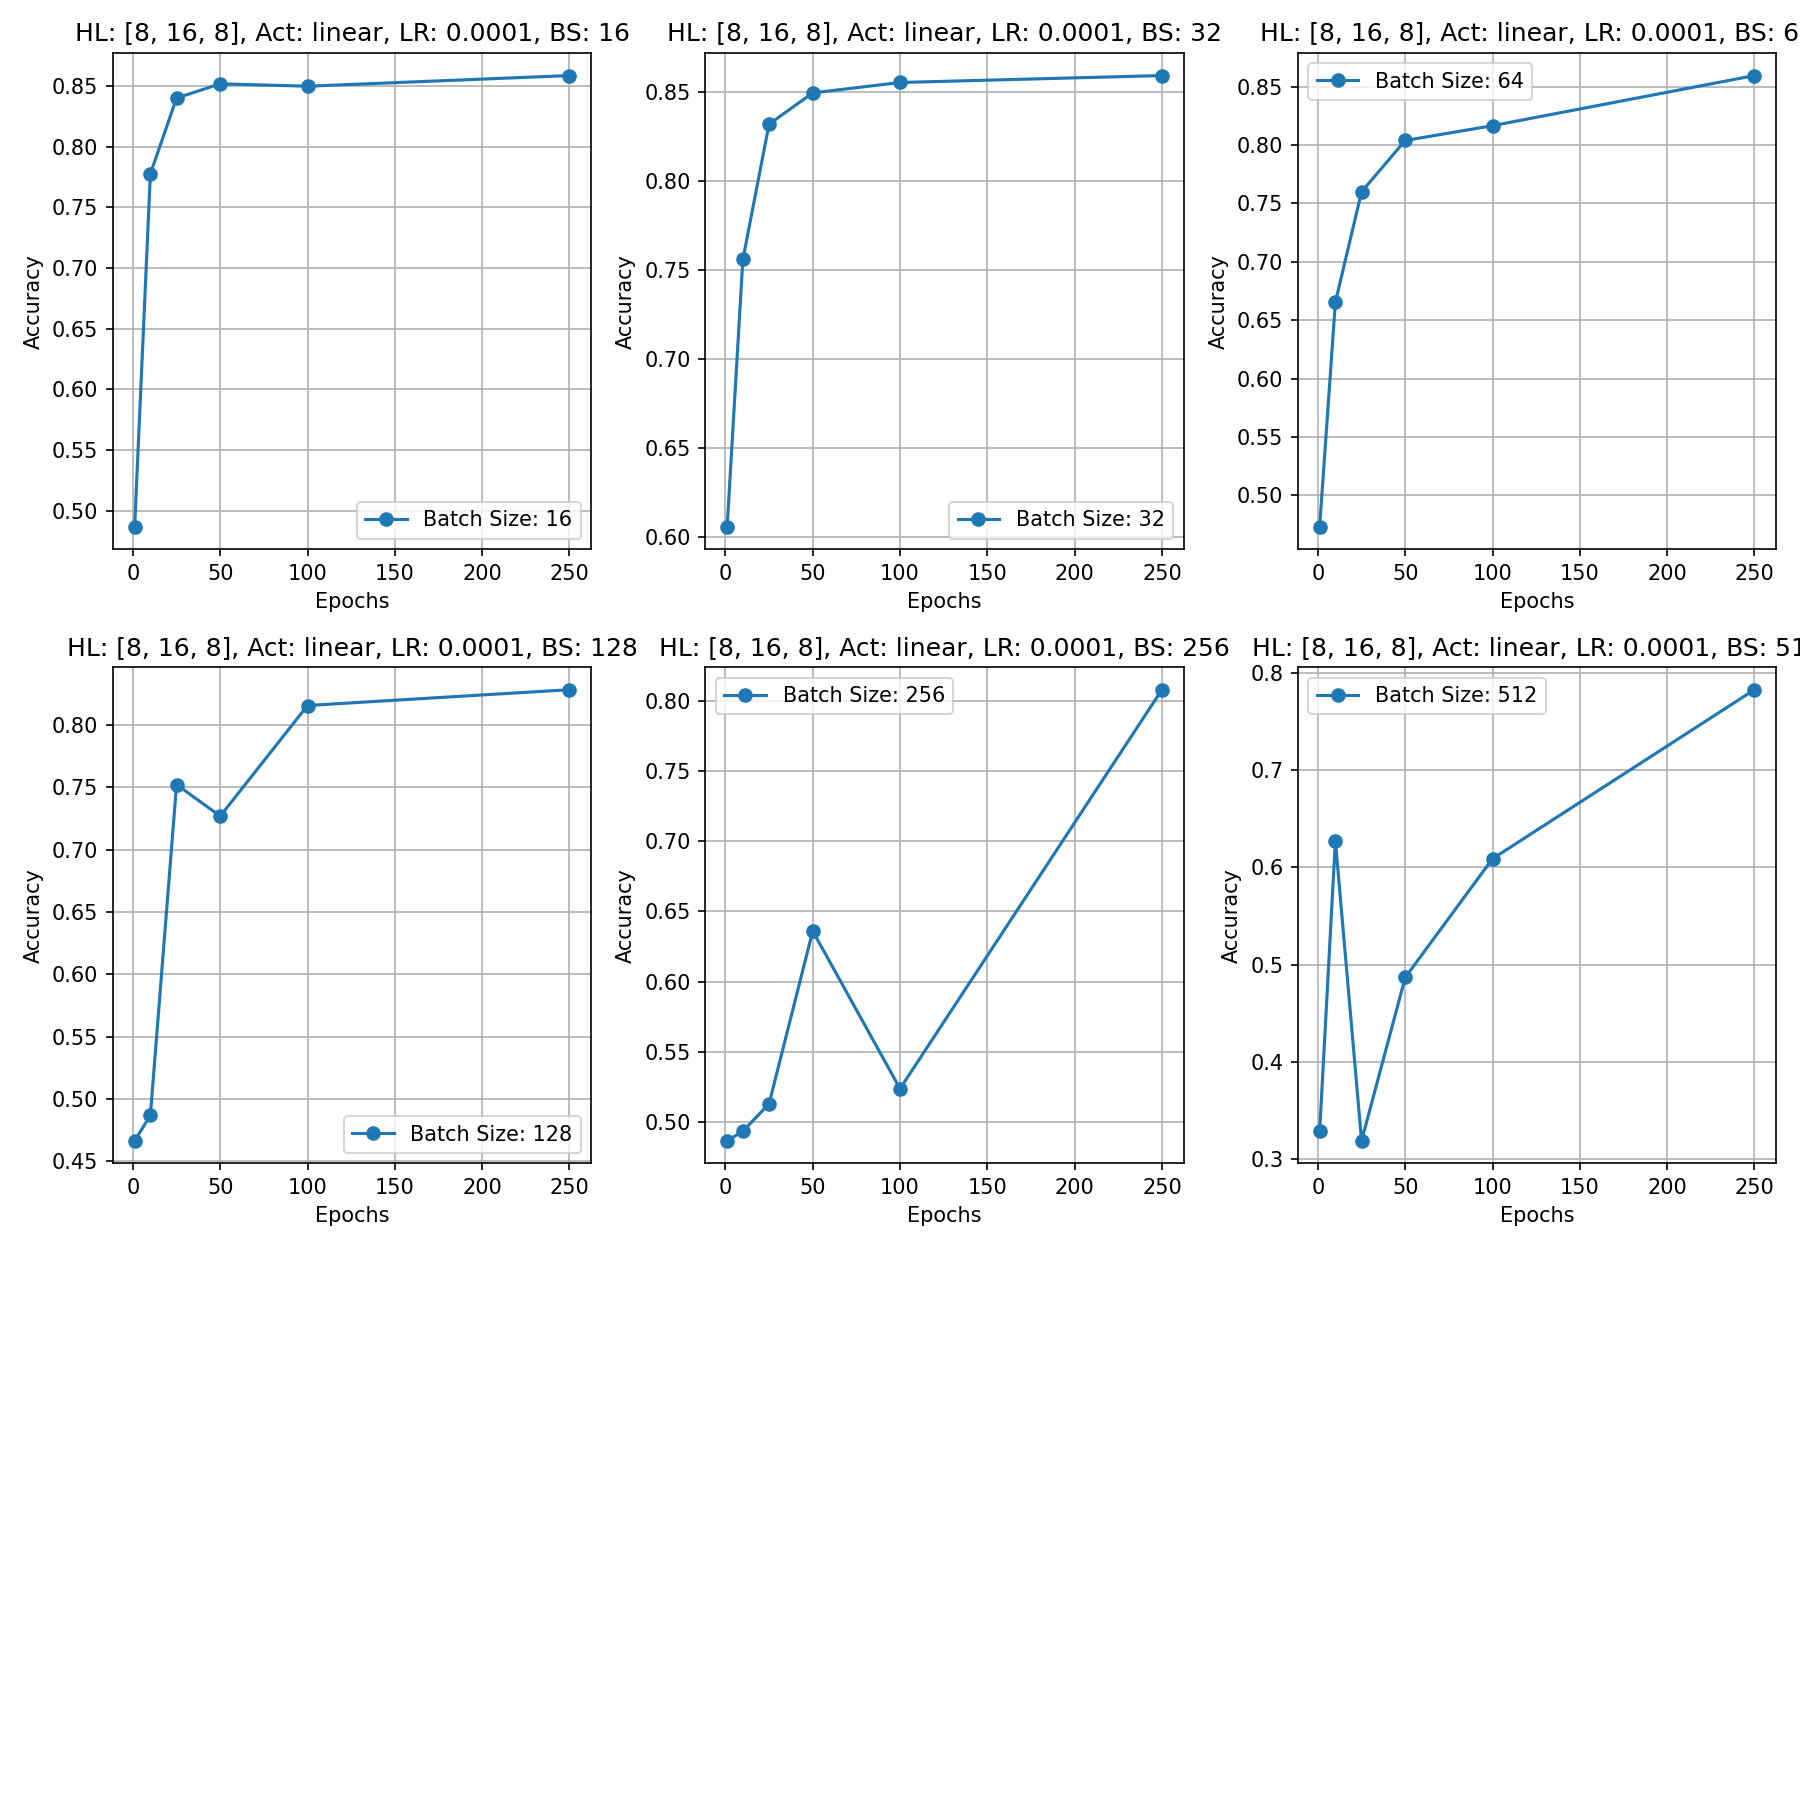 HL: [8, 16, 8], Act: linear, LR: 0.0001, BS: 16
0.85
0.80
0.75
0.70
0.65
0.60
0.55
0.50
Accuracy
Batch Size: 16
0 50 100 150 200 250
Epochs
HL: [8, 16, 8], Act: linear, LR: 0.0001, BS: 32
0.85
0.80
0.75
0.70
0.65
0.60
Accuracy
Batch Size: 32
0 50 100 150 200 250
Epochs
HL: [8, 16, 8], Act: linear, LR: 0.0001, BS: 6
Batch Size: 64
0.85
0.80
0.75
0.70
0.65
0.60
0.55
0.50
Accuracy
0 50 100 150 200 250
Epochs
HL: [8, 16, 8], Act: linear, LR: 0.0001, BS: 128
0.80
0.75
0.70
0.65
0.60
0.55
0.50
0.45
Accuracy
Batch Size: 128
0 50 100 150 200 250
Epochs
HL: [8, 16, 8], Act: linear, LR: 0.0001, BS: 256
Batch Size: 256
0.80
0.75
0.70
0.65
0.60
0.55
0.50
Accuracy
0 50 100 150 200 250
Epochs
HL: [8, 16, 8], Act: linear, LR: 0.0001, BS: 51
Batch Size: 512
0.8
0.7
0.6
0.5
0.4
0.3
Accuracy
0 50 100 150 200 250
Epochs